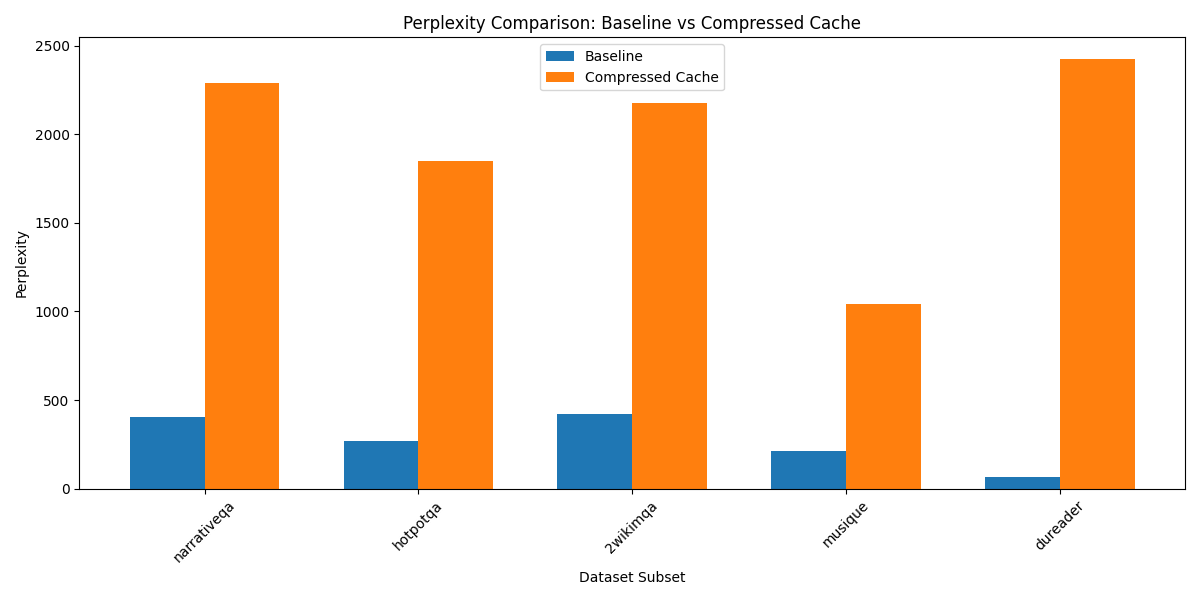 Perplexity Comparison: Baseline vs Compressed Cache
Baseline
Compressed Cache
Perplexity
2500
2000
1500
1000
500
0
narrativeqa
hotpotqa
2wikimqa
musique
dureader
Dataset Subset